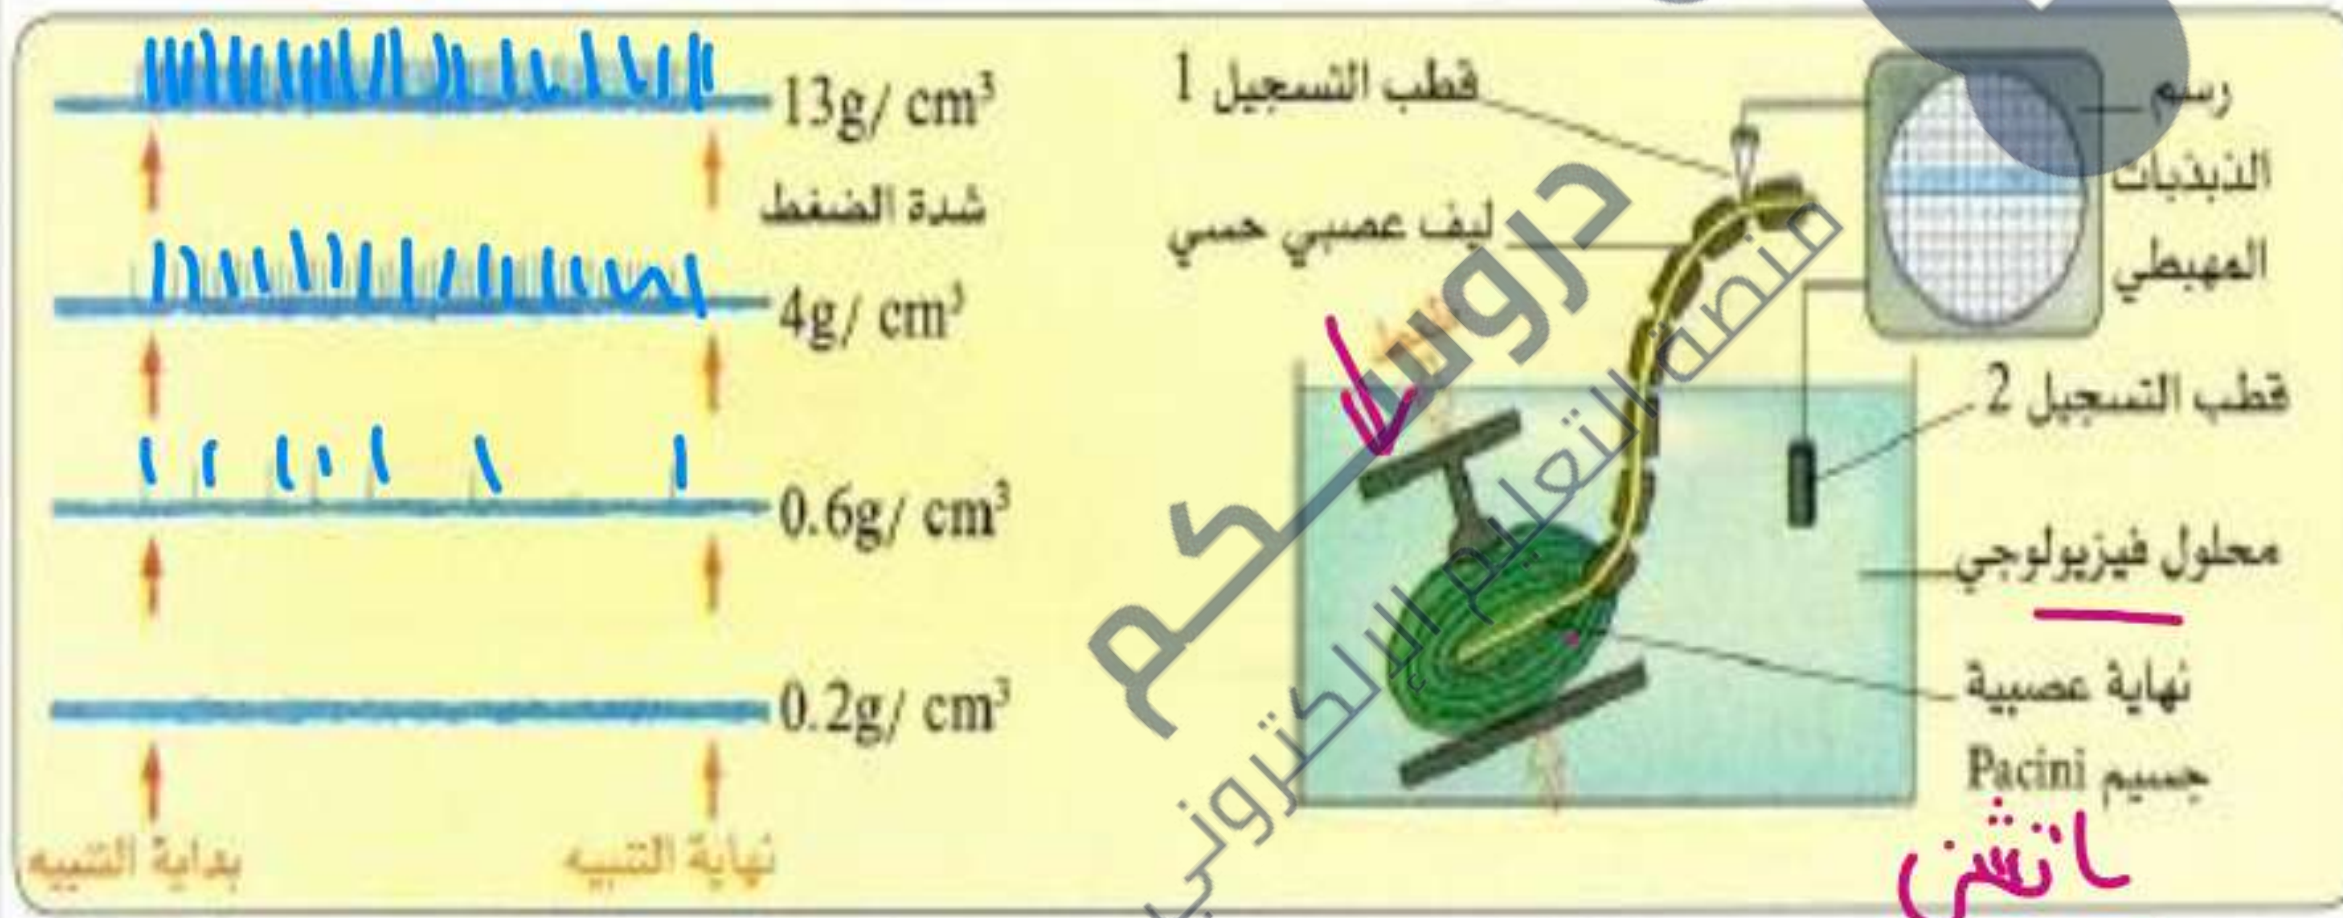 13g/ cm³
شدة الضغط
4g/ cm³
0.6g/ cm³
0.2g/ cm³
بداية التنبيه
نهاية التنبيه
قطب التسجيل 1
ليف عصبي حسي
رسم
الذبذبات
المهبطي
قطب التسجيل 2
محلول فيزيولوجي
نهاية عصبية
جسيم Pacini
دروسكم
منصة التعليم الإلكتروني